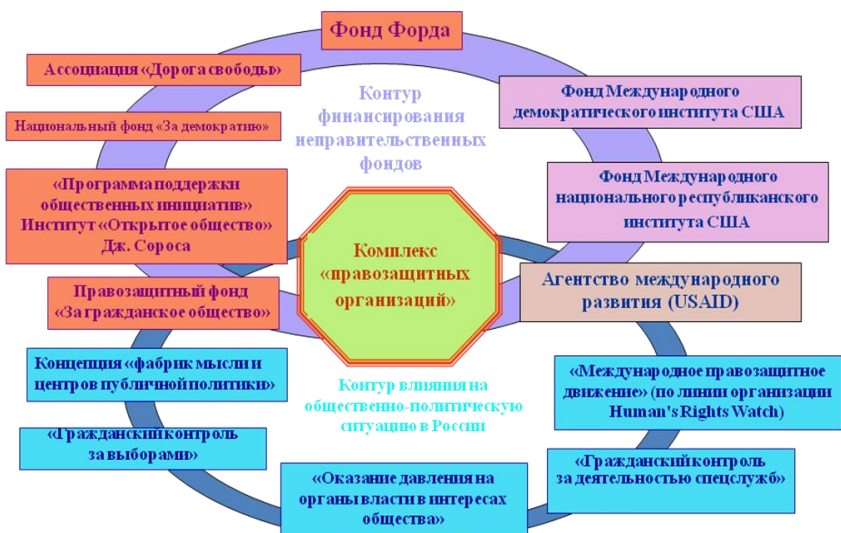 Фонд Форда
Ассоциация «Дорога свободы»
Контур
финансирования
неправительственных
фондов
Фонд Международного
демократического института США
Национальный фонд «За демократию»
«Программа поддержки
общественных инициатив»
Институт «Открытое общество»
Дж. Сороса
Фонд Международного
национального республиканского
института США
Комплекс
«правозащитных
организаций»
Агентство международного
развития (USAID)
Правозащитный фонд
«За гражданское общество»
Концепция «фабрик мысли и
центров публичной политики»
Контур влияния на
общественно-политическую
ситуацию в России
«Международное правозащитное
движение» (по линии организации
Human's Rights Watch)
«Гражданский контроль
за выборами»
«Оказание давления на
органы власти в интересах
общества»
«Гражданский контроль
за деятельностью спецслужб»